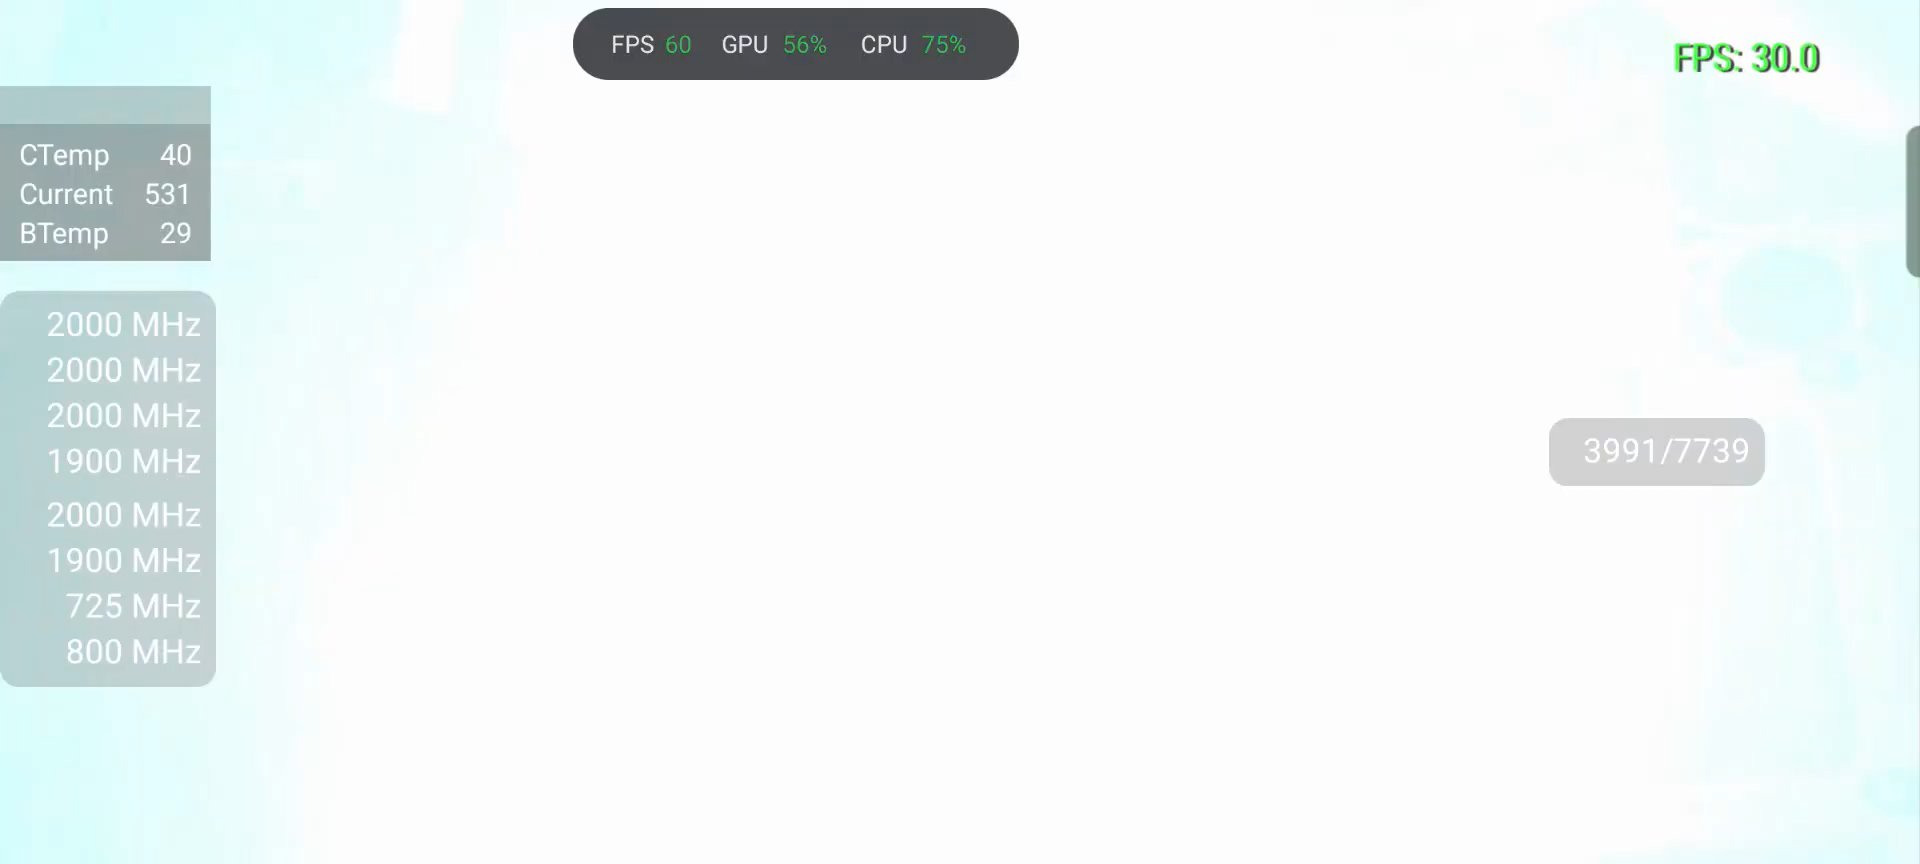 FPS 60 GPU 56% CPU 75%
FPS: 30.0
CTemp 40
Current 531
BTemp 29
2000 MHz
2000 MHz
2000 MHz
1900 MHz
2000 MHz
1900 MHz
725 MHz
800 MHz
3991/7739